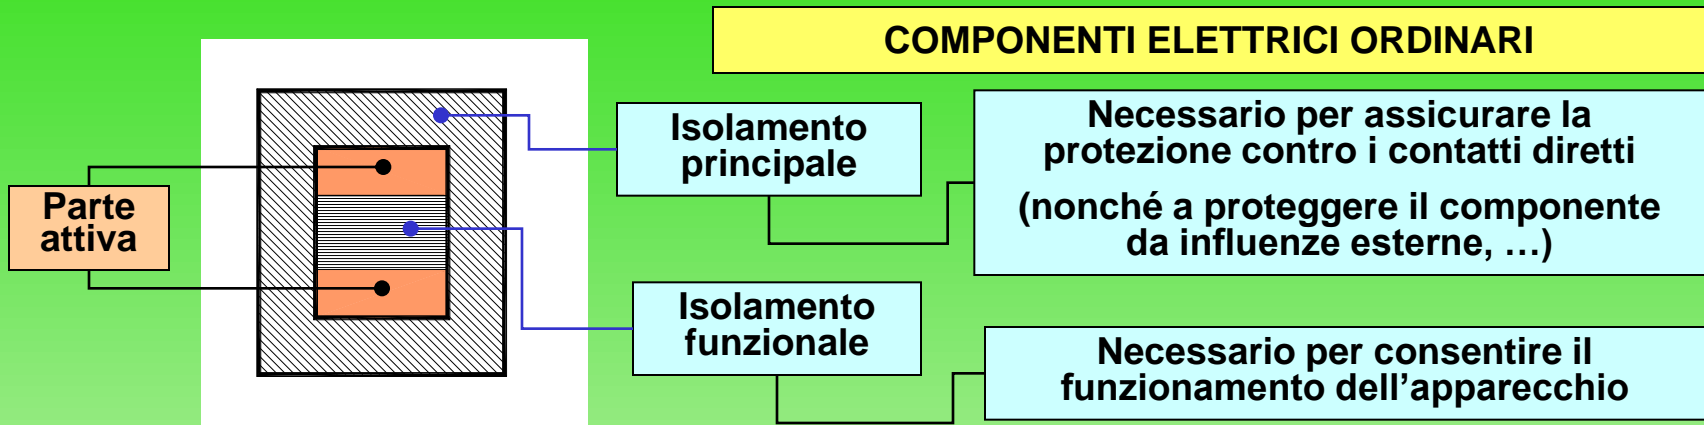 COMPONENTI ELETTRICI ORDINARI
Parte
attiva
Isolamento
principale
Necessario per assicurare la
protezione contro i contatti diretti
(nonché a proteggere il componente
da influenze esterne, …)
Isolamento
funzionale
Necessario per consentire il
funzionamento dell’apparecchio